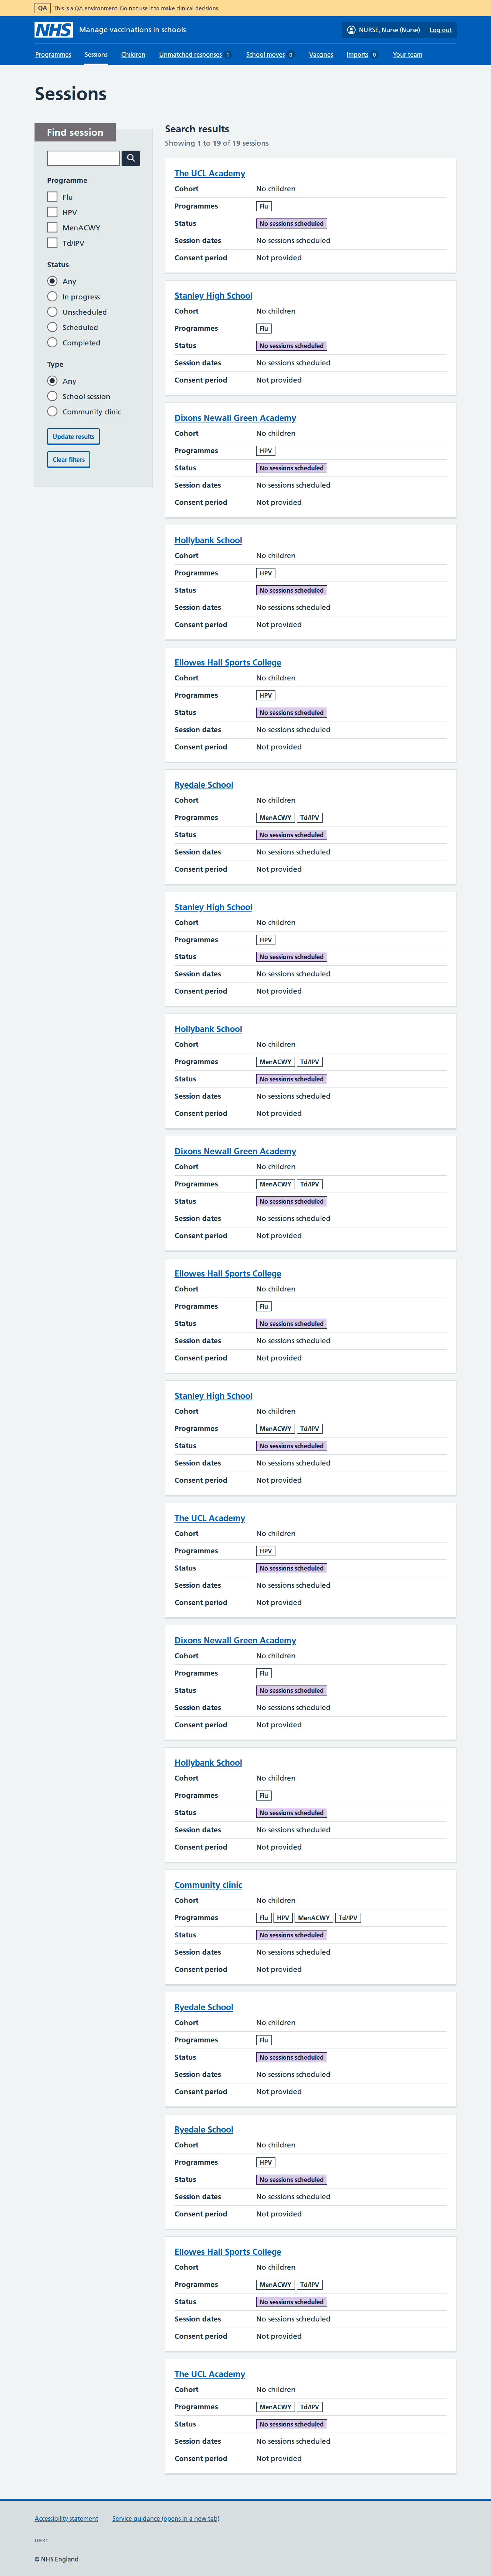 QA This is a QA environment. Do not use it to make clinical decisions.
NHS Manage vaccinations in schools NURSE, Nurse (Nurse) Log out
Programmes Sessions Children Unmatched responses 1 School moves 0 Vaccines Imports 0 Your team
Sessions
Find session
Programme
Flu
HPV
MenACWY
Td/IPV
Status
Any
In progress
Unscheduled
Scheduled
Completed
Type
Any
School session
Community clinic
Update results
Clear filters
Search results
Showing 1 to 19 of 19 sessions
The UCL Academy
Cohort No children
Programmes Flu
Status No sessions scheduled
Session dates No sessions scheduled
Consent period Not provided
Stanley High School
Cohort No children
Programmes Flu
Status No sessions scheduled
Session dates No sessions scheduled
Consent period Not provided
Dixons Newall Green Academy
Cohort No children
Programmes HPV
Status No sessions scheduled
Session dates No sessions scheduled
Consent period Not provided
Hollybank School
Cohort No children
Programmes HPV
Status No sessions scheduled
Session dates No sessions scheduled
Consent period Not provided
Ellowes Hall Sports College
Cohort No children
Programmes HPV
Status No sessions scheduled
Session dates No sessions scheduled
Consent period Not provided
Ryedale School
Cohort No children
Programmes MenACWY Td/IPV
Status No sessions scheduled
Session dates No sessions scheduled
Consent period Not provided
Stanley High School
Cohort No children
Programmes HPV
Status No sessions scheduled
Session dates No sessions scheduled
Consent period Not provided
Hollybank School
Cohort No children
Programmes MenACWY Td/IPV
Status No sessions scheduled
Session dates No sessions scheduled
Consent period Not provided
Dixons Newall Green Academy
Cohort No children
Programmes MenACWY Td/IPV
Status No sessions scheduled
Session dates No sessions scheduled
Consent period Not provided
Ellowes Hall Sports College
Cohort No children
Programmes Flu
Status No sessions scheduled
Session dates No sessions scheduled
Consent period Not provided
Stanley High School
Cohort No children
Programmes MenACWY Td/IPV
Status No sessions scheduled
Session dates No sessions scheduled
Consent period Not provided
The UCL Academy
Cohort No children
Programmes HPV
Status No sessions scheduled
Session dates No sessions scheduled
Consent period Not provided
Dixons Newall Green Academy
Cohort No children
Programmes Flu
Status No sessions scheduled
Session dates No sessions scheduled
Consent period Not provided
Hollybank School
Cohort No children
Programmes Flu
Status No sessions scheduled
Session dates No sessions scheduled
Consent period Not provided
Community clinic
Cohort No children
Programmes Flu HPV MenACWY Td/IPV
Status No sessions scheduled
Session dates No sessions scheduled
Consent period Not provided
Ryedale School
Cohort No children
Programmes Flu
Status No sessions scheduled
Session dates No sessions scheduled
Consent period Not provided
Ryedale School
Cohort No children
Programmes HPV
Status No sessions scheduled
Session dates No sessions scheduled
Consent period Not provided
Ellowes Hall Sports College
Cohort No children
Programmes MenACWY Td/IPV
Status No sessions scheduled
Session dates No sessions scheduled
Consent period Not provided
The UCL Academy
Cohort No children
Programmes MenACWY Td/IPV
Status No sessions scheduled
Session dates No sessions scheduled
Consent period Not provided
Accessibility statement Service guidance (opens in a new tab)
next
© NHS England